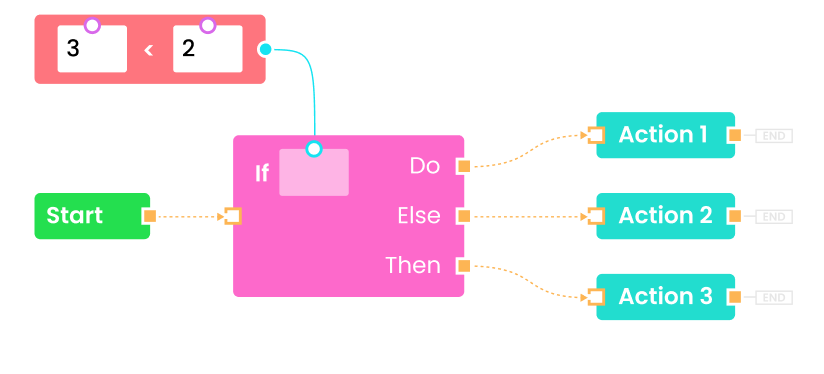 3 < 2
If
Do
Else
Then
Start
Action 1
END
Action 2
END
Action 3
END